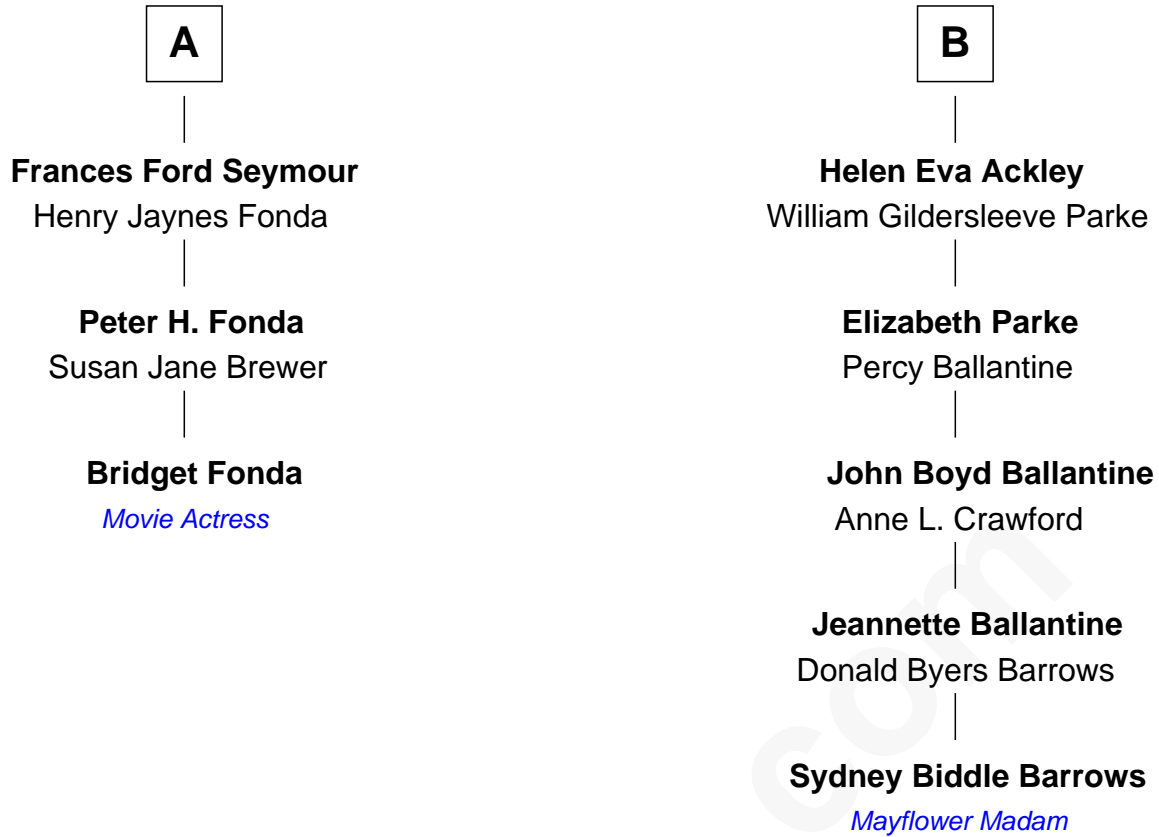 A
Frances Ford Seymour
Henry Jaynes Fonda
Peter H. Fonda
Susan Jane Brewer
Bridget Fonda
Movie Actress
B
Helen Eva Ackley
William Gildersleeve Parke
Elizabeth Parke
Percy Ballantine
John Boyd Ballantine
Anne L. Crawford
Jeannette Ballantine
Donald Byers Barrows
Sydney Biddle Barrows
Mayflower Madam
com